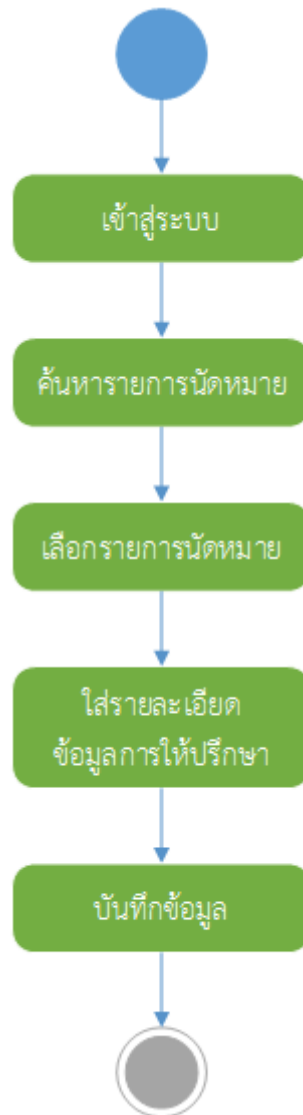 เข้าสู่ระบบ
ค้นหารายการนัดหมาย
เลือกรายการนัดหมาย
ใส่รายละเอียด
ข้อมูลการให้ปรึกษา
บันทึกข้อมูล